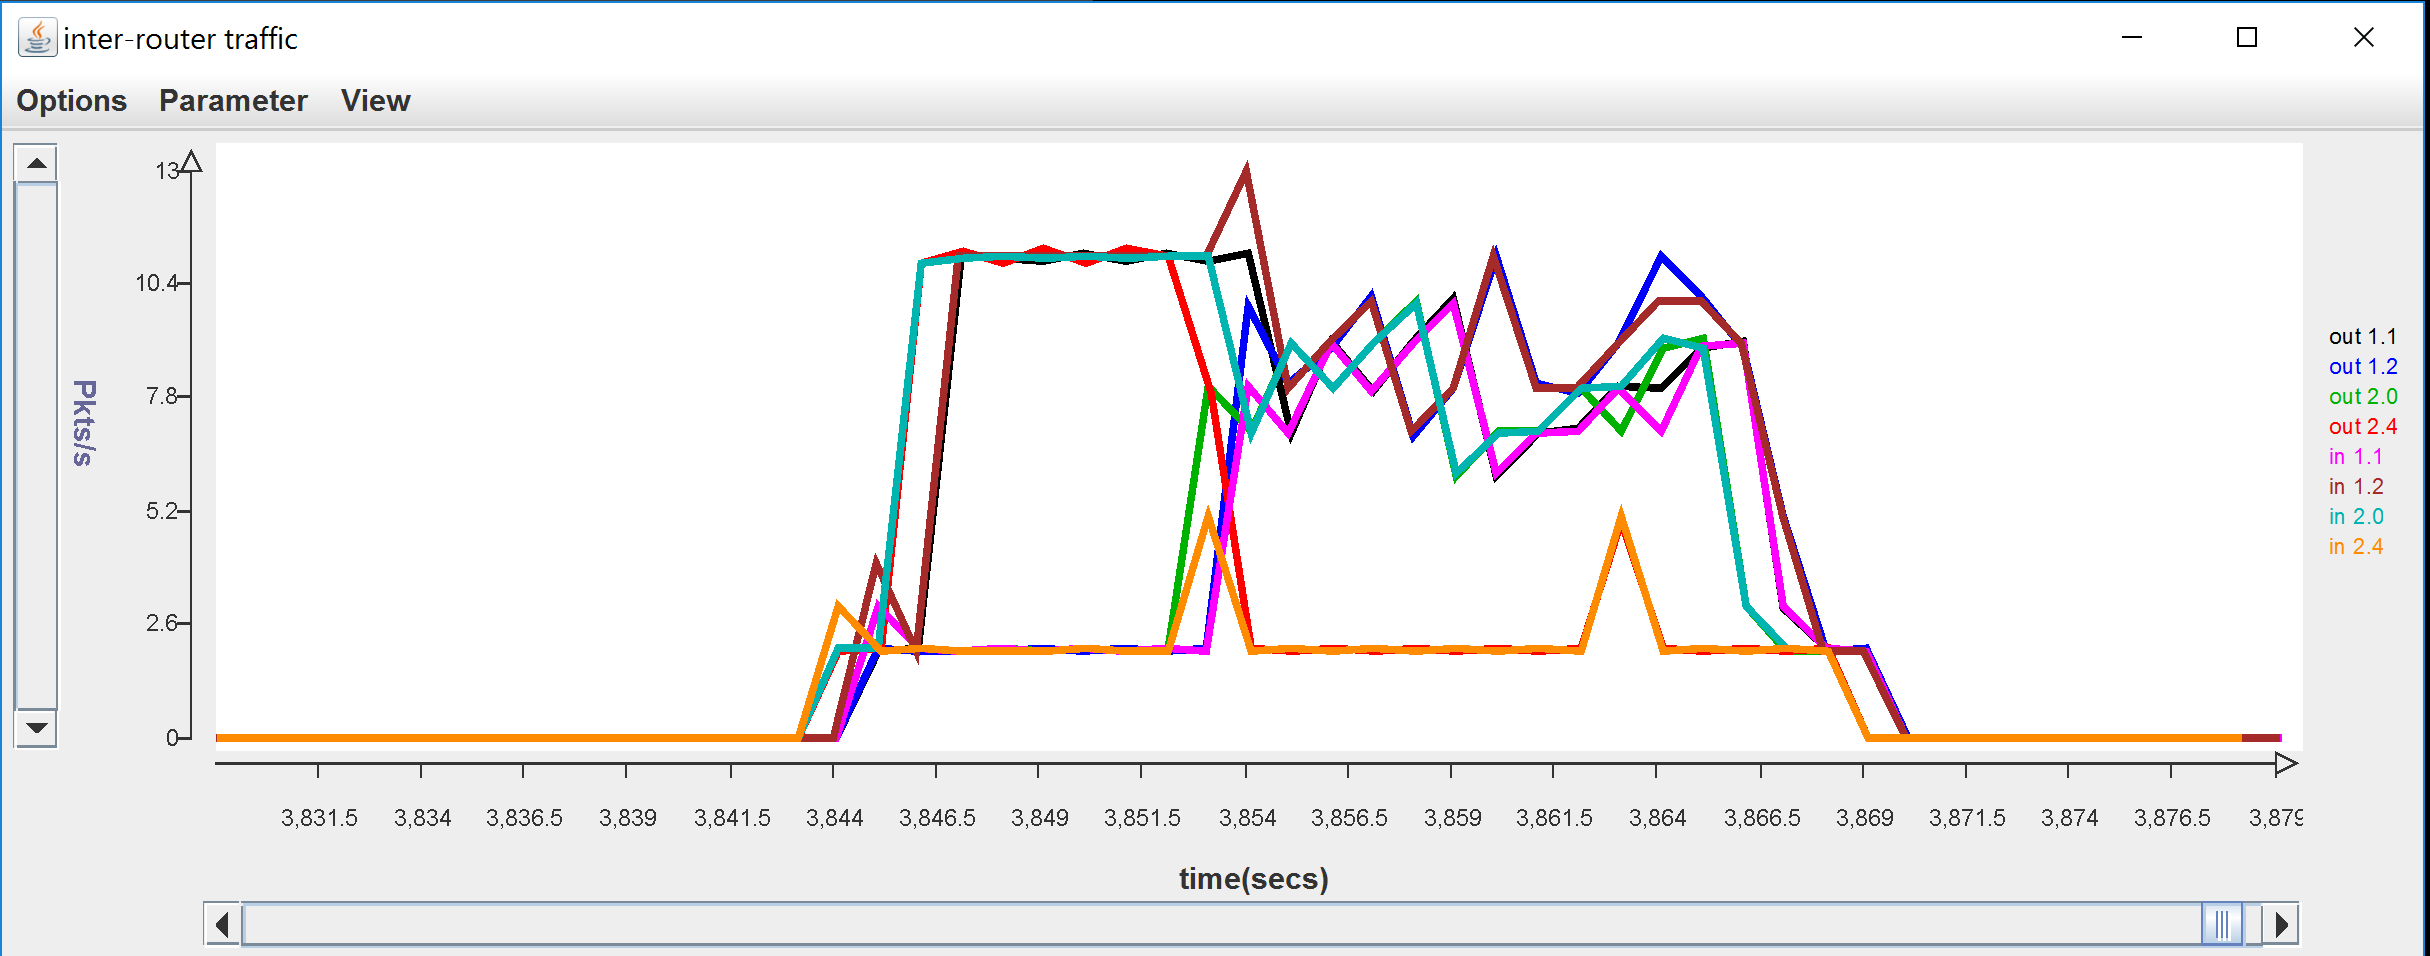 inter-router traffic
Options Parameter View
13
10.4
7.8
5.2
2.6
0
Pkts/s
out 1.1
out 1.2
out 2.0
out 2.4
in 1.1
in 1.2
in 2.0
in 2.4
3,831.5 3,834 3,836.5 3,839 3,841.5 3,844 3,846.5 3,849 3,851.5 3,854 3,856.5 3,859 3,861.5 3,864 3,866.5 3,869 3,871.5 3,874 3,876.5 3,879
time(secs)